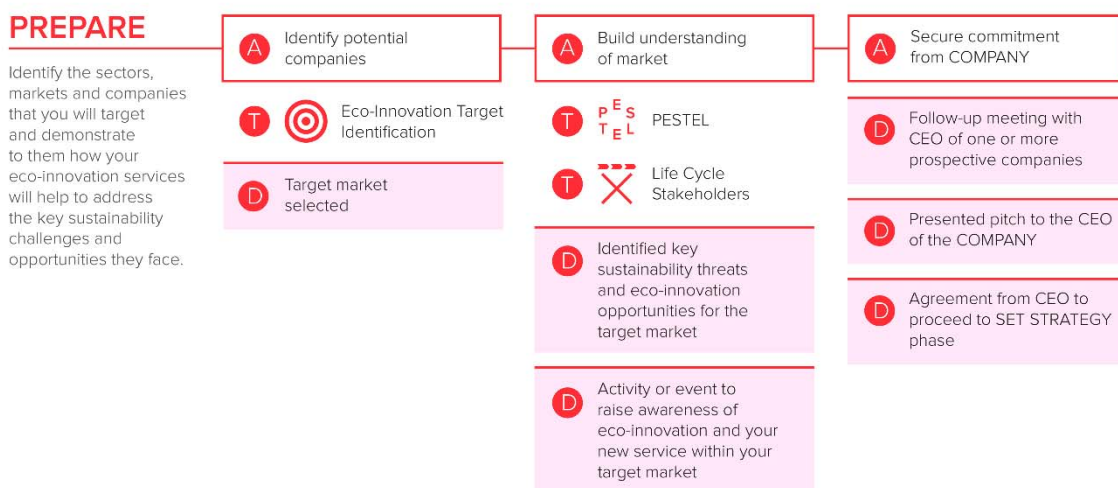 PREPARE
Identify the sectors,
markets and companies
that you will target
and demonstrate
to them how your
eco-innovation services
will help to address
the key sustainability
challenges and
opportunities they face.
A
Identify potential
companies
T
Eco-Innovation Target
Identification
D
Target market
selected
A
Build understanding
of market
T
P E S
T E L
PESTEL
T
Life Cycle
Stakeholders
D
Identified key
sustainability threats
and eco-innovation
opportunities for the
target market
D
Activity or event to
raise awareness of
eco-innovation and your
new service within your
target market
A
Secure commitment
from COMPANY
D
Follow-up meeting with
CEO of one or more
prospective companies
D
Presented pitch to the CEO
of the COMPANY
D
Agreement from CEO to
proceed to SET STRATEGY
phase